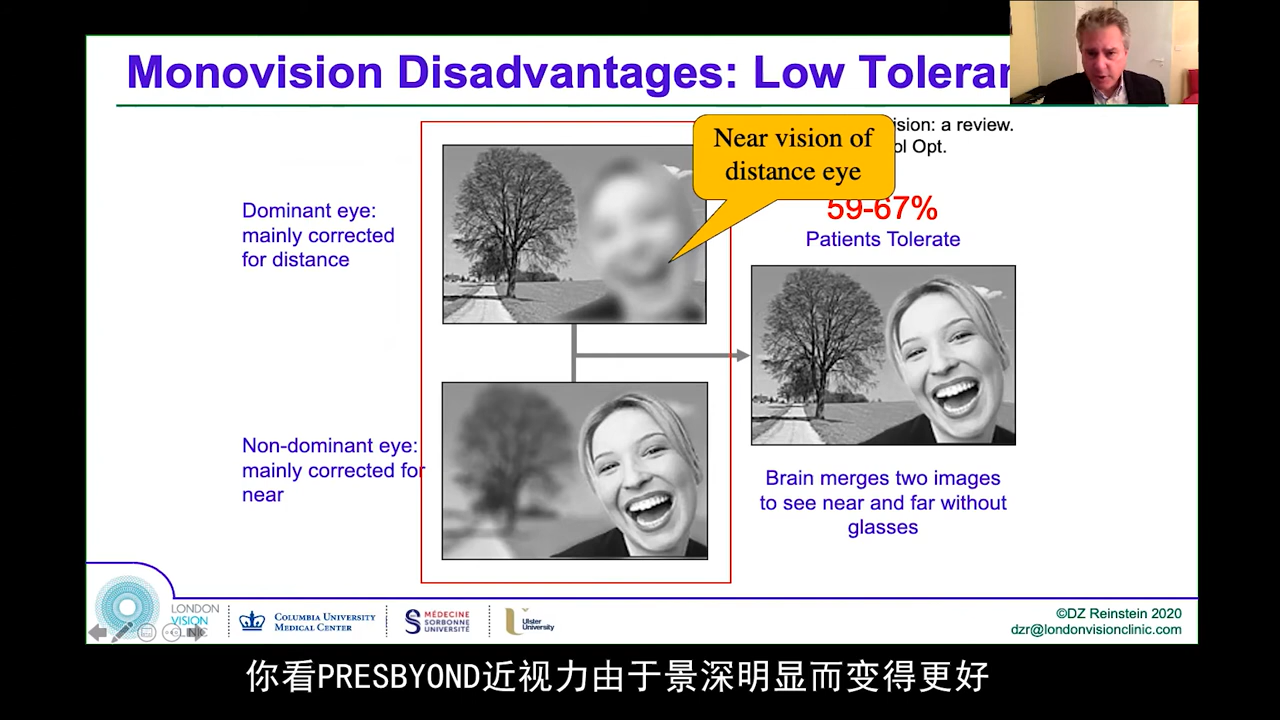 Monovision Disadvantages: Low Toleran
ision: a review.
ol Opt.
Near vision of
distance eye
59-67%
Patients Tolerate
Dominant eye:
mainly corrected
for distance
Non-dominant eye:
mainly corrected for
near
Brain merges two images
to see near and far without
glasses
LONDON
VISION
CLINIC
COLUMBIA UNIVERSITY
MEDICAL CENTER
MÉDECINE
SORBONNE
UNIVERSITÉ
Ulster
University
©DZ Reinstein 2020
dzr@londonvisionclinic.com
你看PRESBYOND近视力由于景深明显而变得更好